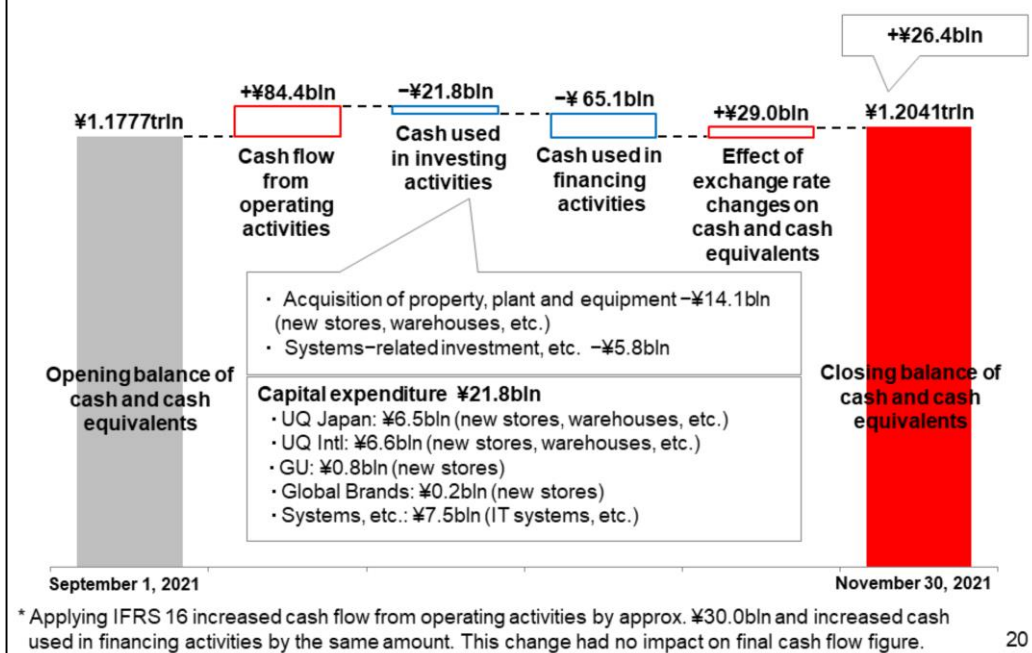 +¥26.4bln
¥1.1777trln
+¥84.4bln
Cash flow
from
operating
activities
−¥21.8bln
Cash used
in investing
activities
−¥ 65.1bln
Cash used in
financing
activities
+¥29.0bln
Effect of
exchange rate
changes on
cash and cash
equivalents
¥1.2041trln
・ Acquisition of property, plant and equipment −¥14.1bln
(new stores, warehouses, etc.)
・ Systems−related investment, etc. −¥5.8bln
Opening balance of
cash and cash
equivalents
Capital expenditure ¥21.8bln
・UQ Japan: ¥6.5bln (new stores, warehouses, etc.)
・UQ Intl: ¥6.6bln (new stores, warehouses, etc.)
・GU: ¥0.8bln (new stores)
・Global Brands: ¥0.2bln (new stores)
・Systems, etc.: ¥7.5bln (IT systems, etc.)
Closing balance of
cash and cash
equivalents
September 1, 2021
November 30, 2021
* Applying IFRS 16 increased cash flow from operating activities by approx. ¥30.0bln and increased cash
used in financing activities by the same amount. This change had no impact on final cash flow figure.
20